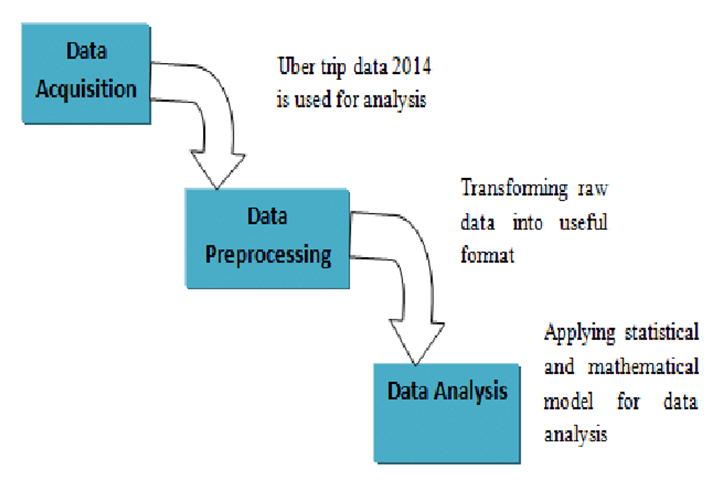 Data
Acquisition
Uber trip data 2014
is used for analysis
Data
Preprocessing
Transforming raw
data into useful
format
Data Analysis
Applying statistical
and mathematical
model for data
analysis